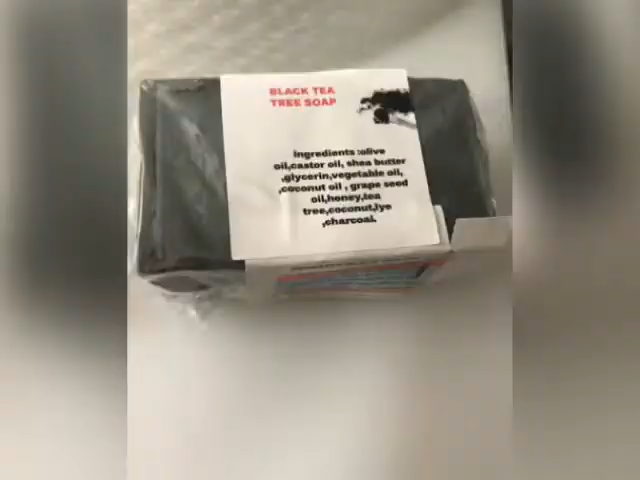 BLACK TEA
TREE SOAP
ingredients :olive
oil,castor oil, shea butter
,glycerin,vegetable oil,
,coconut oil , grape seed
oil,honey,tea
tree,coconut,lye
,charcoal.